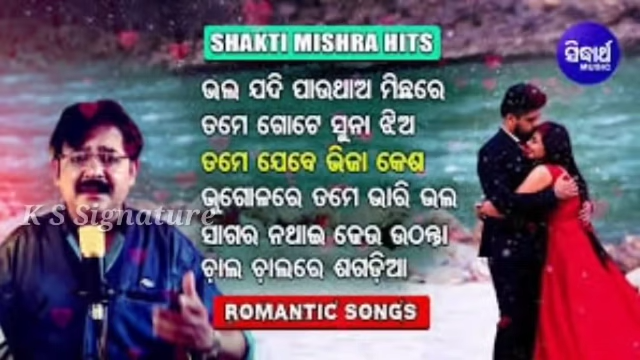 SHAKTI MISHRA HITS
ସିଦ୍ଧାର୍ଥ
MUSIC
ଭଲ ଯଦି ପାଉଥାଅ ମିଛରେ
ତମେ ଗୋଟେ ସୁନା ଝିଅ
ତମେ ଯେବେ ଭିଜା କେଶ
ଭୂଗୋଳରେ ତମେ ଭାରି ଭଲ
K S Signature
ସାଗର ନଥାଇ ଢେଉ ଉଠନ୍ତା
ଚାଲ ଚାଲରେ ଶଗଡ଼ିଆ
ROMANTIC SONGS